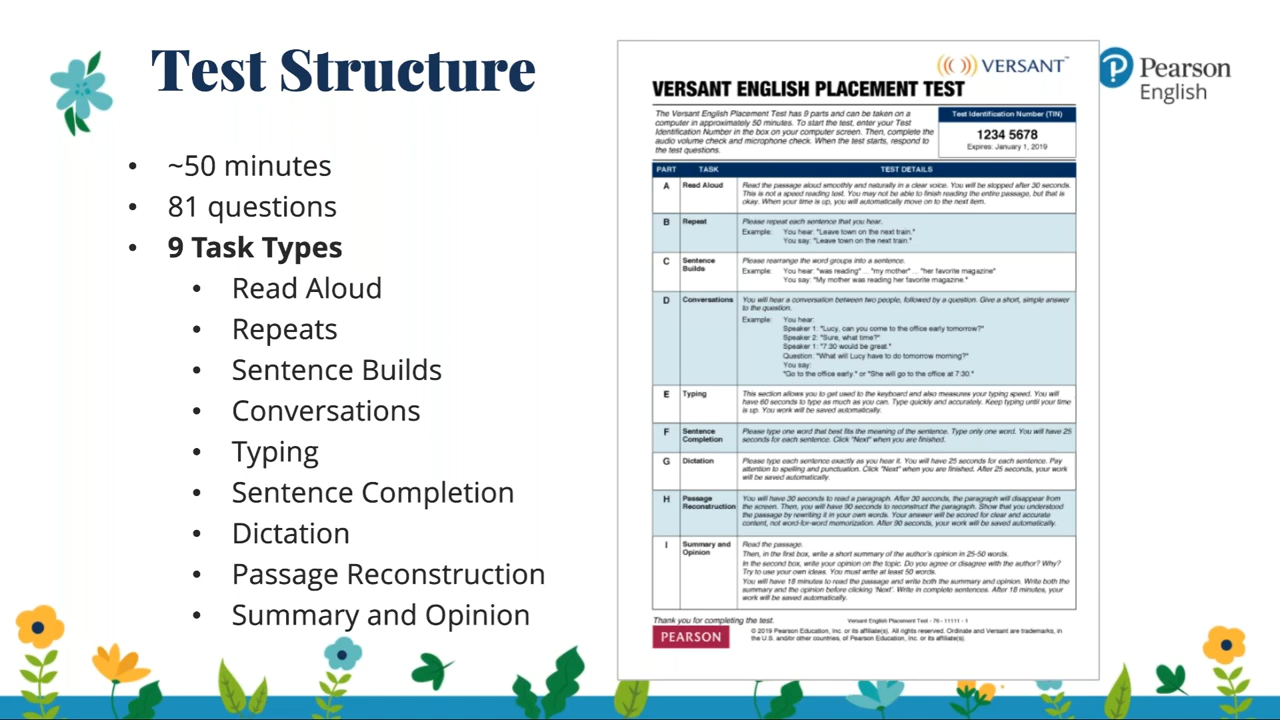 Test Structure
~50 minutes
81 questions
9 Task Types
Read Aloud
Repeats
Sentence Builds
Conversations
Typing
Sentence Completion
Dictation
Passage Reconstruction
Summary and Opinion
VERSANT™
VERSANT ENGLISH PLACEMENT TEST
The Versant English Placement Test has 9 parts and can be taken on a
computer in approximately 50 minutes. To start the test, enter your Test
Identification Number in the box on your computer screen. Then, complete the
audio volume check and microphone check. When the test starts, respond to
the test questions.
Test Identification Number (TIN)
1234 5678
Expires: January 1, 2019
PART TASK TEST DETAILS
A Read Aloud
Read the passage aloud smoothly and naturally in a clear voice. You will be stopped after 30 seconds.
This is not a speed reading test. You may not be able to finish reading the entire passage, but that is
okay. When your time is up, you will automatically move on to the next item.
B Repeat
Please repeat each sentence that you hear.
Example: You hear: "Leave town on the next train."
You say: "Leave town on the next train."
C Sentence
Builds
Please rearrange the word groups into a sentence.
Example: You hear: "was reading" ... "my mother" ... "her favorite magazine"
You say: "My mother was reading her favorite magazine."
D Conversations
You will hear a conversation between two people, followed by a question. Give a short, simple answer
to the question.
Example: You hear:
Speaker 1: "Lucy, can you come to the office early tomorrow?"
Speaker 2: "Sure, what time?"
Speaker 1: "7:30 would be great."
Question: "What will Lucy have to do tomorrow morning?"
You say:
"Go to the office early." or "She will go to the office at 7:30."
E Typing
This section allows you to get used to the keyboard and also measures your typing speed. You will
have 60 seconds to type as much as you can. Type quickly and accurately. Keep typing until your time
is up. You work will be saved automatically.
F Sentence
Completion
Please type one word that best fits the meaning of the sentence. Type only one word. You will have 25
seconds for each sentence. Click "Next" when you are finished.
G Dictation
Please type each sentence exactly as you hear it. You will have 25 seconds for each sentence. Pay
attention to spelling and punctuation. Click "Next" when you are finished. After 25 seconds, your work
will be saved automatically.
H Passage
Reconstruction
You will have 30 seconds to read a paragraph. After 30 seconds, the paragraph will disappear from
the screen. Then, you will have 90 seconds to reconstruct the paragraph. Show that you understood
the passage by rewriting it in your own words. Your answer will be scored for clear and accurate
content, not word-for-word memorization. After 90 seconds, your work will be saved automatically.
I Summary and
Opinion
Read the passage.
Then, in the first box, write a short summary of the author's opinion in 25-50 words.
In the second box, write your opinion on the topic. Do you agree or disagree with the author? Why?
Try to use your own ideas. You must write at least 50 words.
You will have 18 minutes to read the passage and write both the summary and opinion. Write both the
summary and the opinion before clicking 'Next'. Write in complete sentences. After 18 minutes, your
work will be saved automatically.
Thank you for completing the test.
Versant English Placement Test - 76 - 11111 - 1
PEARSON
© 2019 Pearson Education, Inc. or its affiliate(s). All rights reserved. Ordinate and Versant are trademarks, in
the U.S. and/or other countries, of Pearson Education, Inc. or its affiliate(s).
P Pearson
English